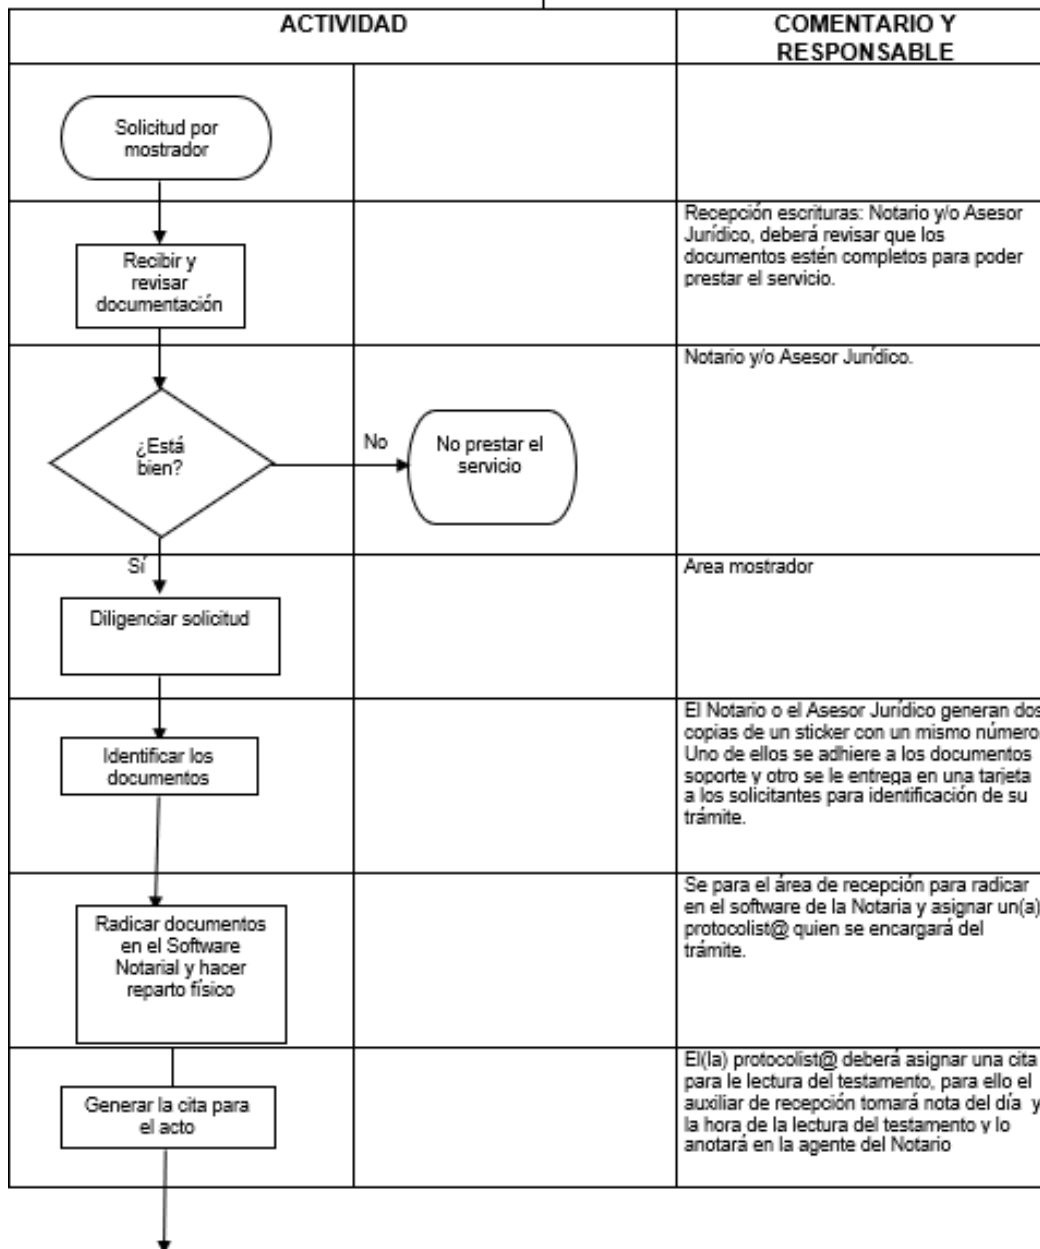 ACTIVIDAD
COMENTARIO Y
RESPONSABLE
Solicitud por
mostrador
Recibir y
revisar
documentación
Recepción escrituras: Notario y/o Asesor
Jurídico, deberá revisar que los
documentos estén completos para poder
prestar el servicio.
¿Está
bien?
No
No prestar el
servicio
Notario y/o Asesor Jurídico.
Sí
Diligenciar solicitud
Area mostrador
Identificar los
documentos
El Notario o el Asesor Jurídico generan dos
copias de un sticker con un mismo número
Uno de ellos se adhiere a los documentos
soporte y otro se le entrega en una tarjeta
a los solicitantes para identificación de su
trámite.
Radicar documentos
en el Software
Notarial y hacer
reparto físico
Se para el área de recepción para radicar
en el software de la Notaria y asignar un(a)
protocolist@ quien se encargará del
trámite.
Generar la cita para
el acto
El(la) protocolist@ deberá asignar una cita
para le lectura del testamento, para ello el
auxiliar de recepción tomará nota del día y
la hora de la lectura del testamento y lo
anotará en la agente del Notario